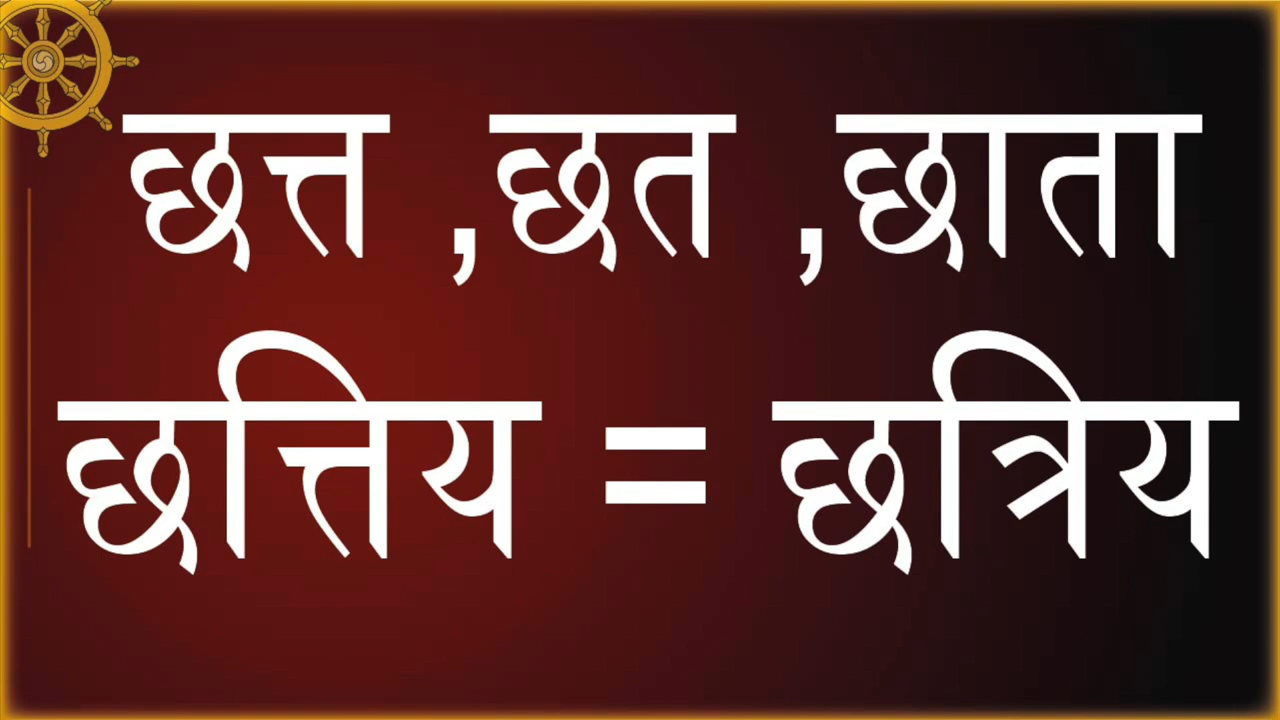 छत्त ,छत ,छाता
छत्तिय = छत्रिय